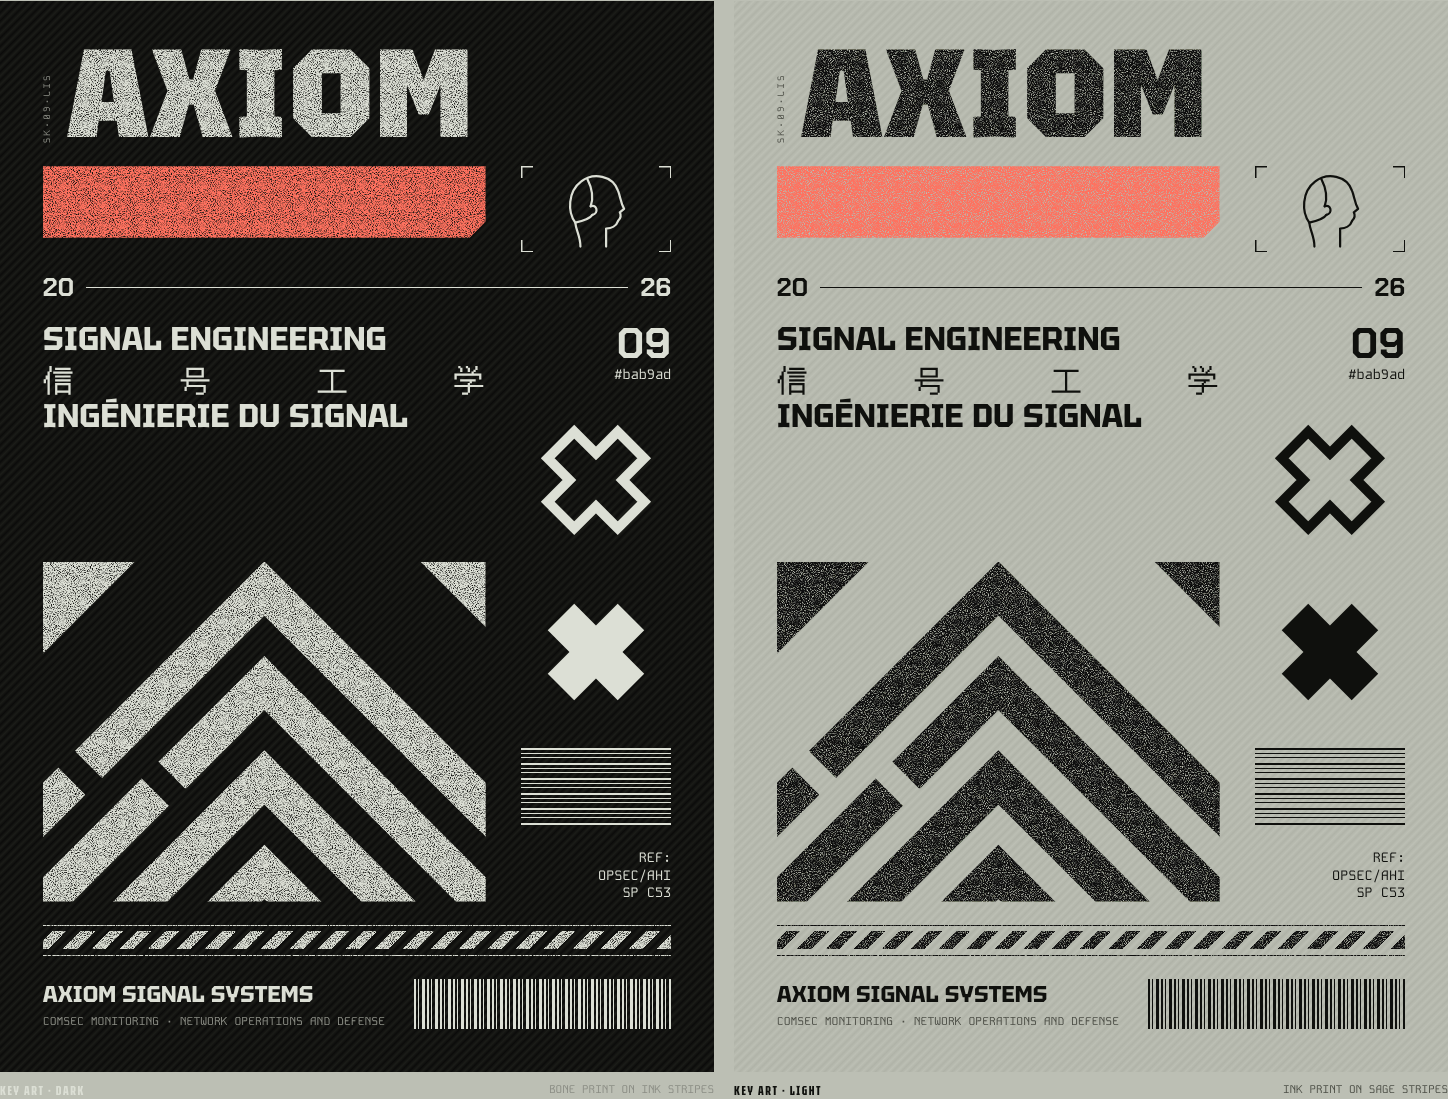 SK·09·LIS
AXIOM
20 26
SIGNAL ENGINEERING
信号工学
INGÉNIERIE DU SIGNAL
09
#bab9ad
REF:
OPSEC/AHI
SP C53
AXIOM SIGNAL SYSTEMS
COMSEC MONITORING · NETWORK OPERATIONS AND DEFENSE
KEY ART · DARK
BONE PRINT ON INK STRIPES
SK·09·LIS
AXIOM
20 26
SIGNAL ENGINEERING
信号工学
INGÉNIERIE DU SIGNAL
09
#bab9ad
REF:
OPSEC/AHI
SP C53
AXIOM SIGNAL SYSTEMS
COMSEC MONITORING · NETWORK OPERATIONS AND DEFENSE
KEY ART · LIGHT
INK PRINT ON SAGE STRIPES